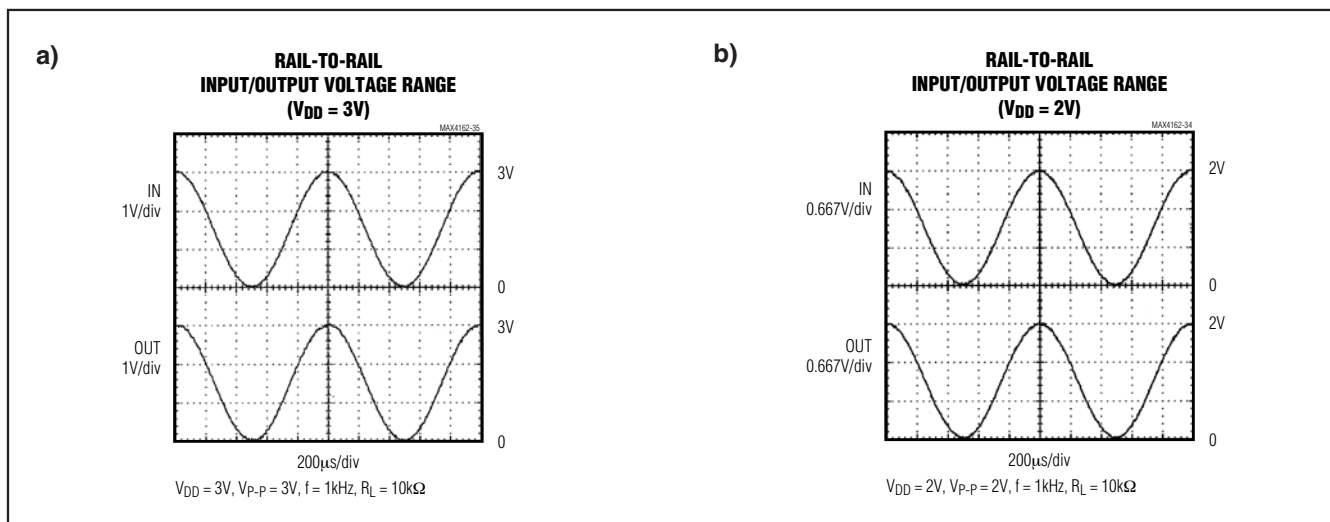 a)
RAIL-TO-RAIL
INPUT/OUTPUT VOLTAGE RANGE
(VDD = 3V)
MAX4162-35
IN
1V/div
3V
0
OUT
1V/div
3V
0
200µs/div
VDD = 3V, VP-P = 3V, f = 1kHz, RL = 10kΩ
b)
RAIL-TO-RAIL
INPUT/OUTPUT VOLTAGE RANGE
(VDD = 2V)
MAX4162-34
IN
0.667V/div
2V
0
OUT
0.667V/div
2V
0
200µs/div
VDD = 2V, VP-P = 2V, f = 1kHz, RL = 10kΩ